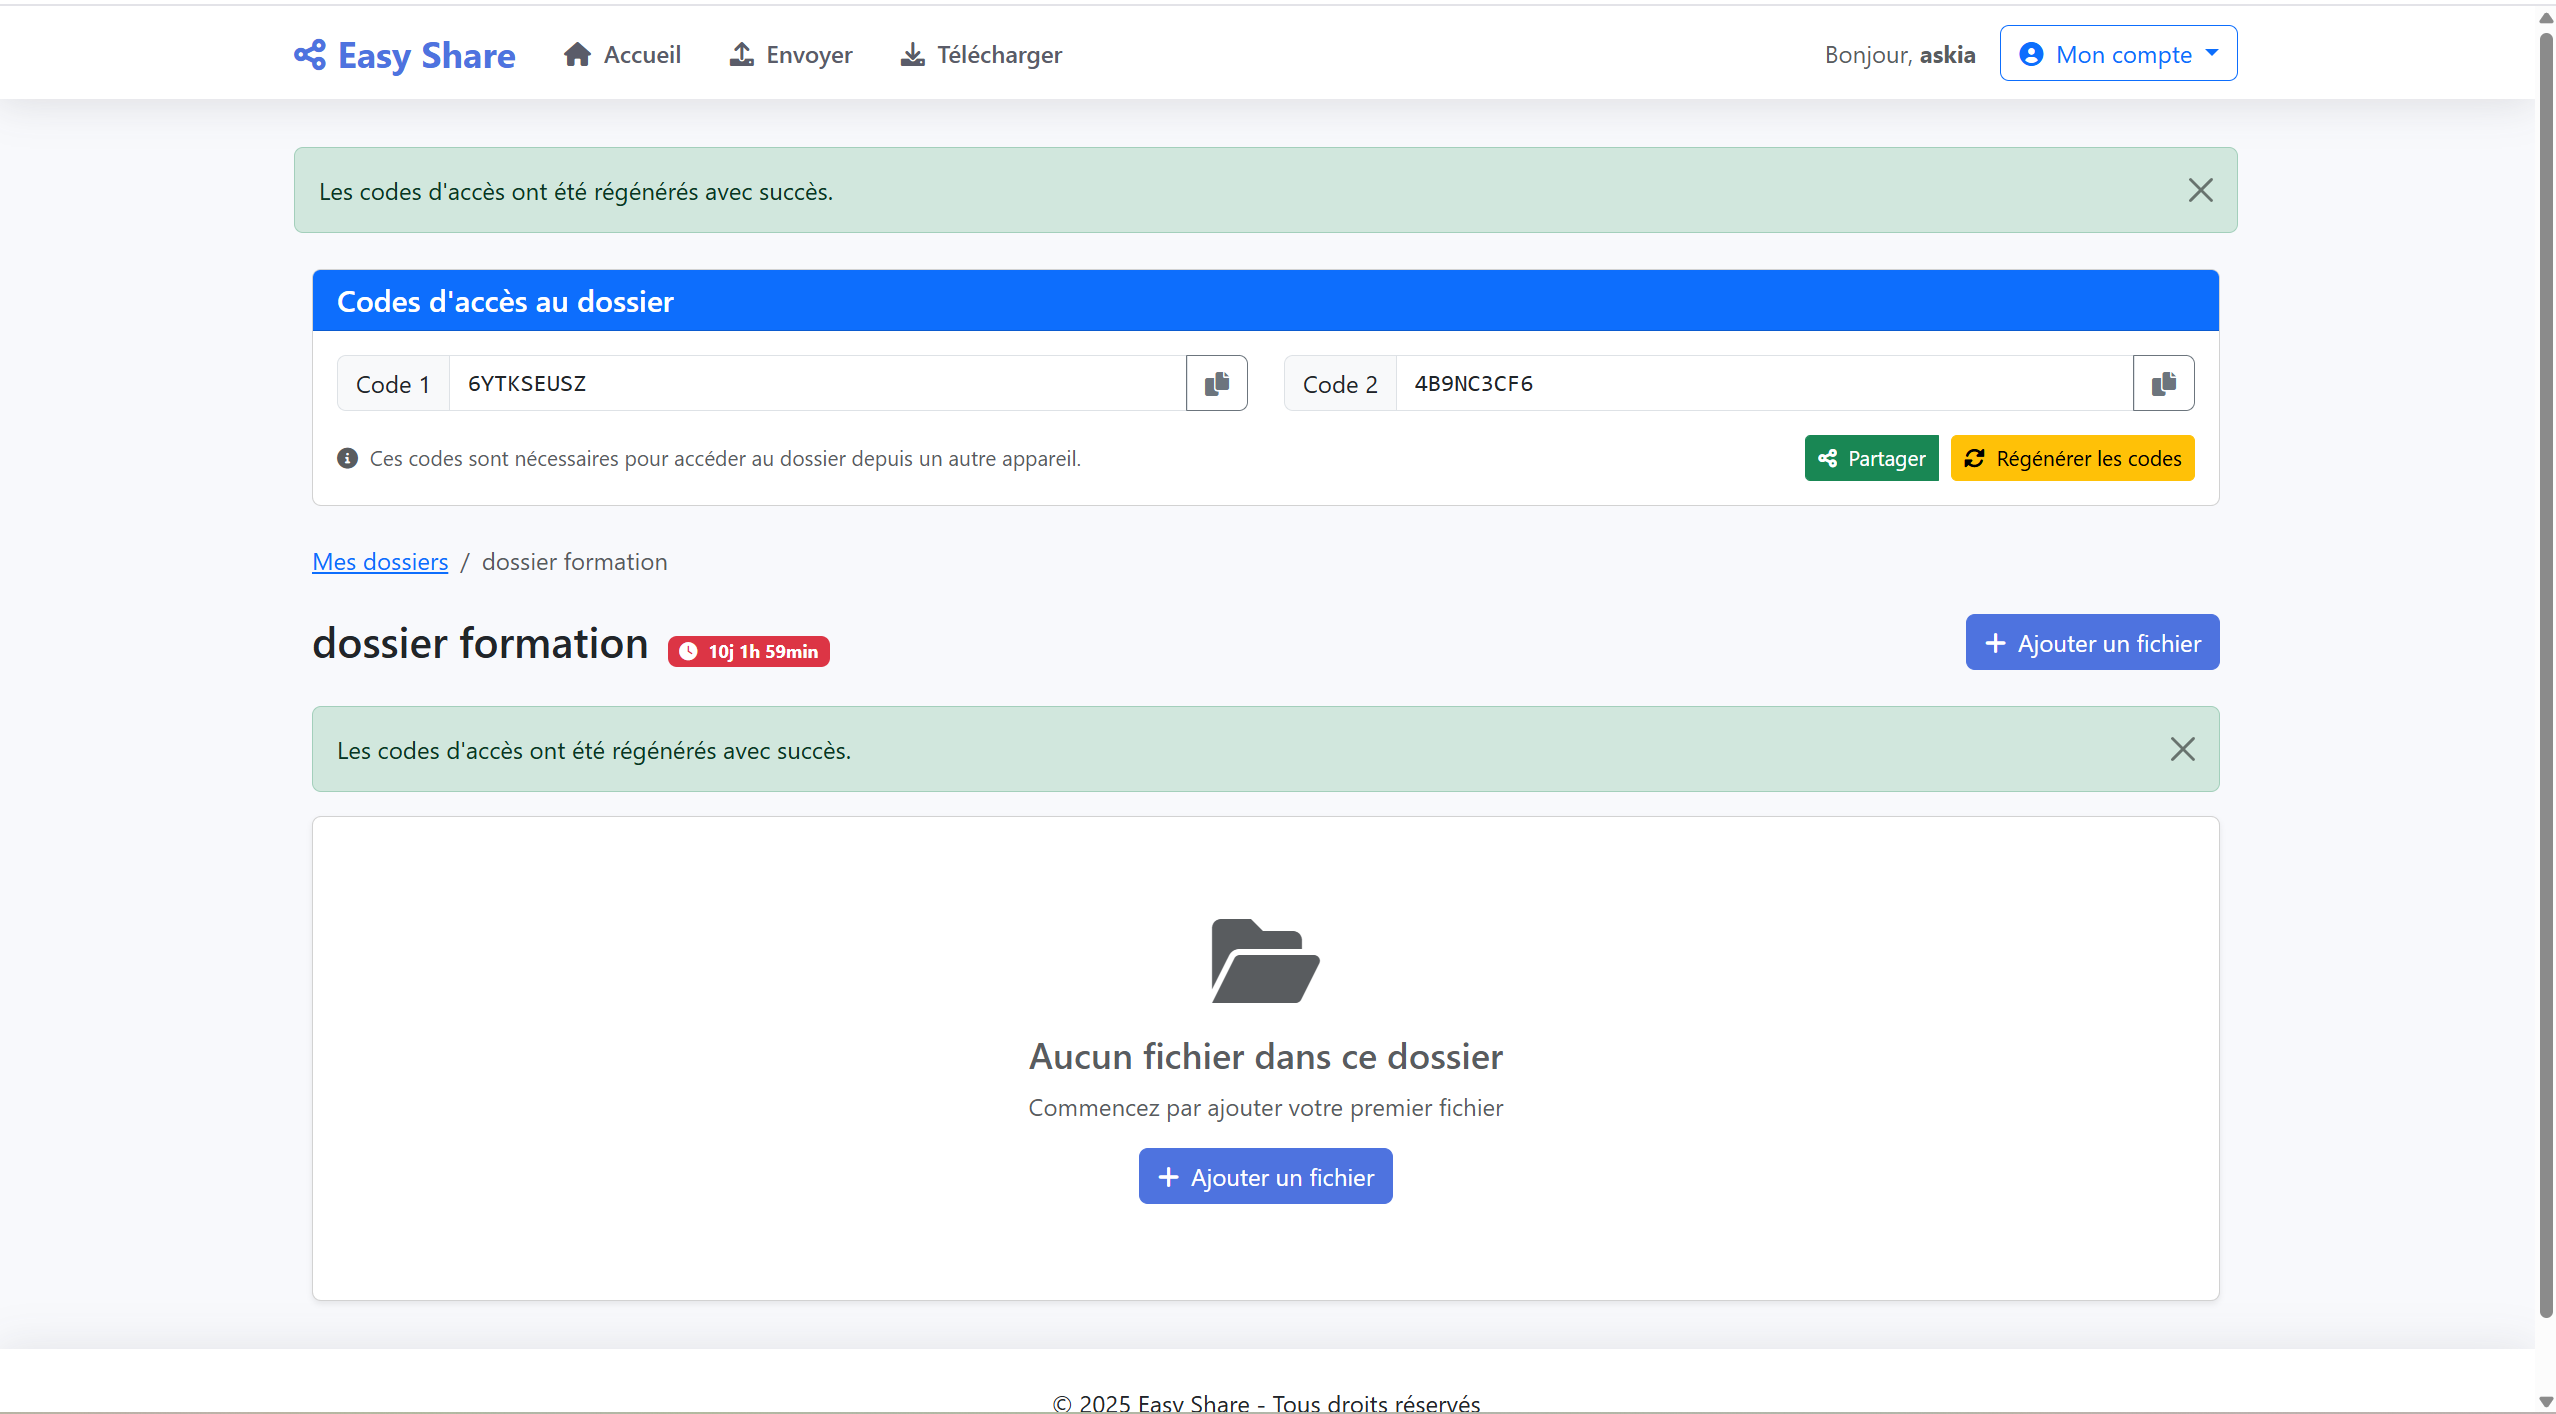 Easy Share
Accueil
Envoyer
Télécharger
Bonjour, askia
Mon compte
Les codes d'accès ont été régénérés avec succès.
Codes d'accès au dossier
Code 1
6YTKSEUSZ
Code 2
4B9NC3CF6
Ces codes sont nécessaires pour accéder au dossier depuis un autre appareil.
Partager
Régénérer les codes
Mes dossiers / dossier formation
dossier formation
10j 1h 59min
Ajouter un fichier
Les codes d'accès ont été régénérés avec succès.
Aucun fichier dans ce dossier
Commencez par ajouter votre premier fichier
Ajouter un fichier
© 2025 Easy Share - Tous droits réservés